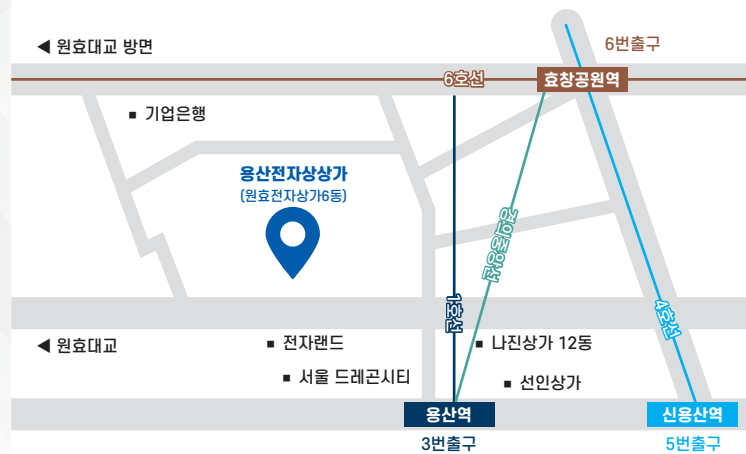 ◀ 원효대교 방면
6번출구
6호선
효창공원역
■ 기업은행
용산전자상상가
(원효전자상가6동)
경의중앙선
1호선
4호선
◀ 원효대교
■ 전자랜드
■ 나진상가 12동
■ 서울 드레곤시티
■ 선인상가
용산역
신용산역
3번출구
5번출구